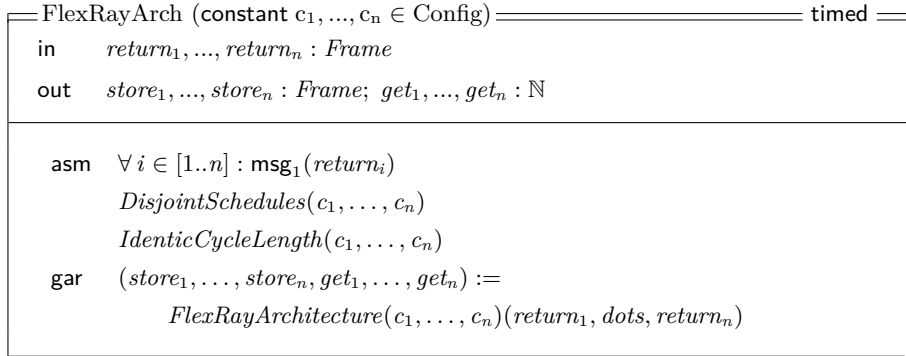 FlexRayArch (constant c₁, ..., cₙ ∈ Config) timed
in return₁, ..., returnₙ : Frame
out store₁, ..., storeₙ : Frame; get₁, ..., getₙ : ℕ
asm ∀ i ∈ [1..n] : msg₁(returnᵢ)
DisjointSchedules(c₁, . . . , cₙ)
IdenticCycleLength(c₁, . . . , cₙ)
gar (store₁, . . . , storeₙ, get₁, . . . , getₙ) :=
FlexRayArchitecture(c₁, . . . , cₙ)(return₁, dots, returnₙ)